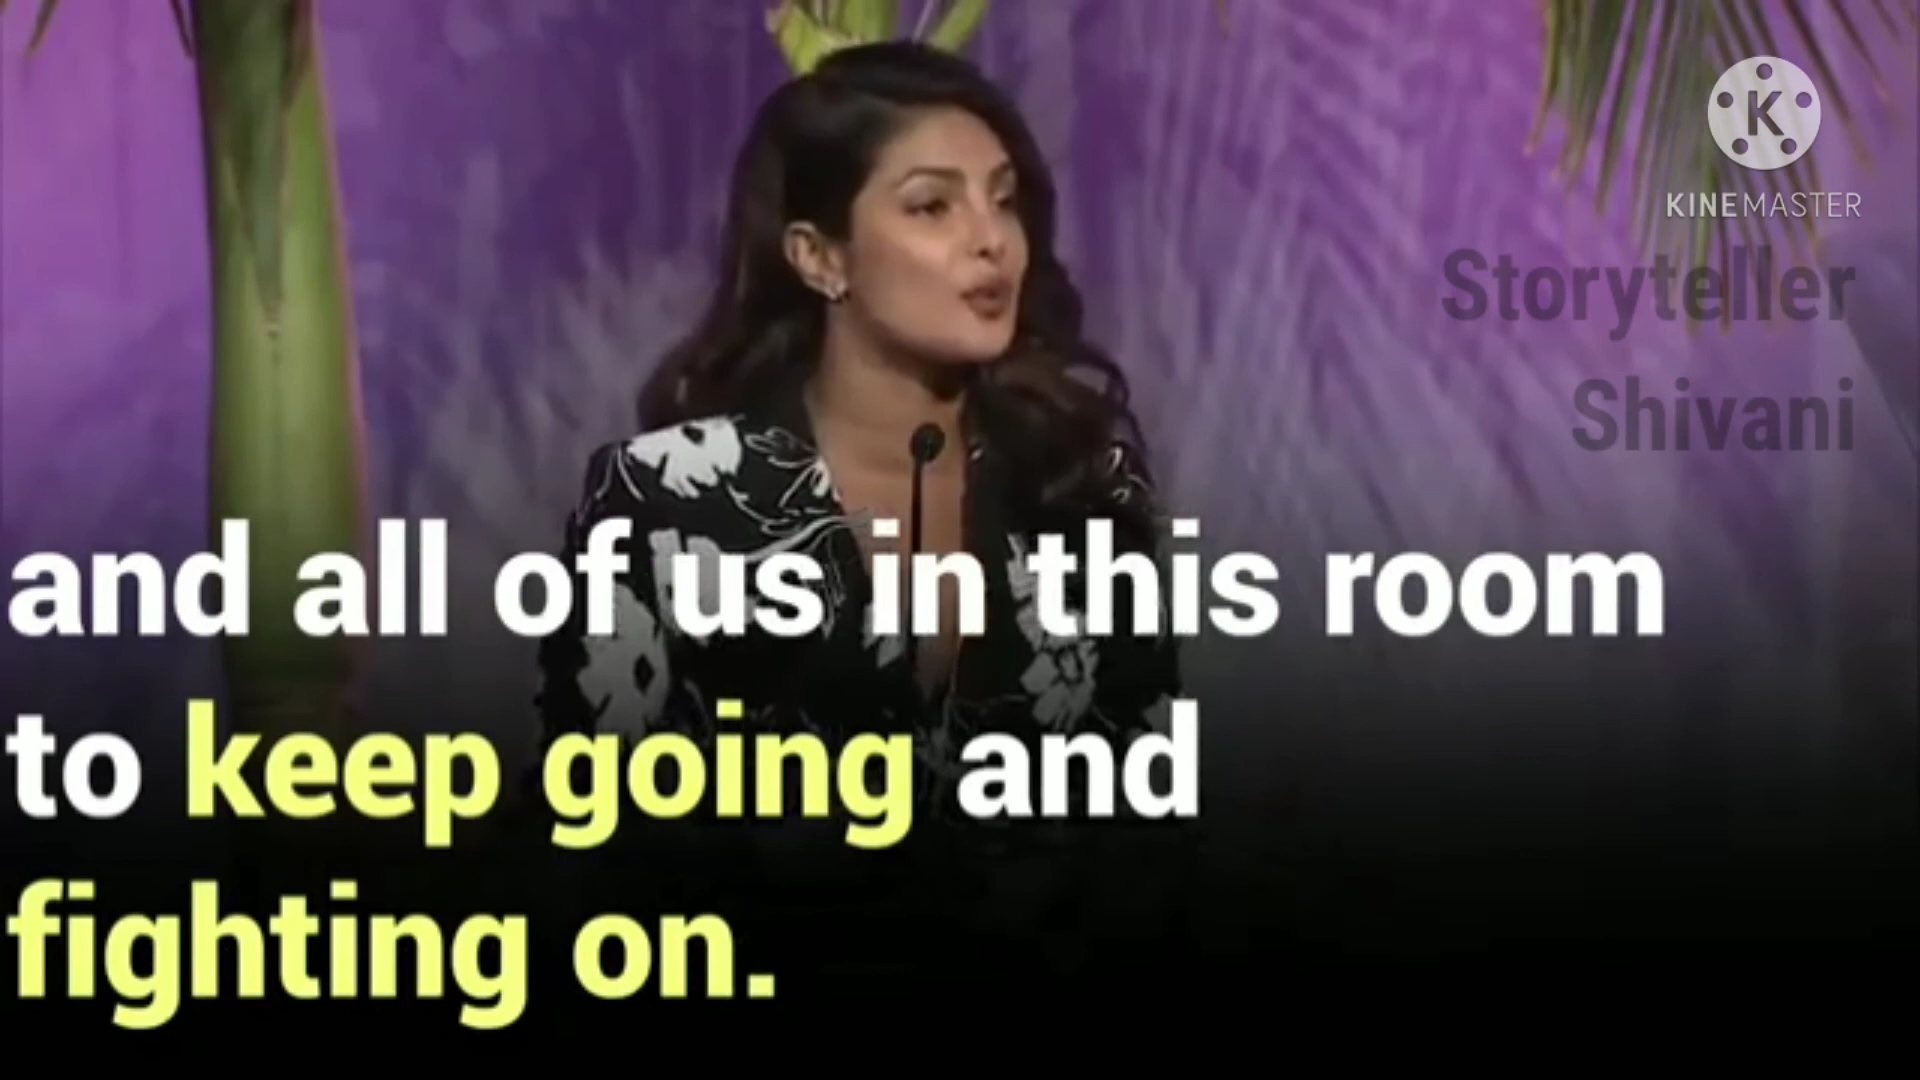 K
KINEMASTER
Storyteller
Shivani
and all of us in this room
to keep going and
fighting on.